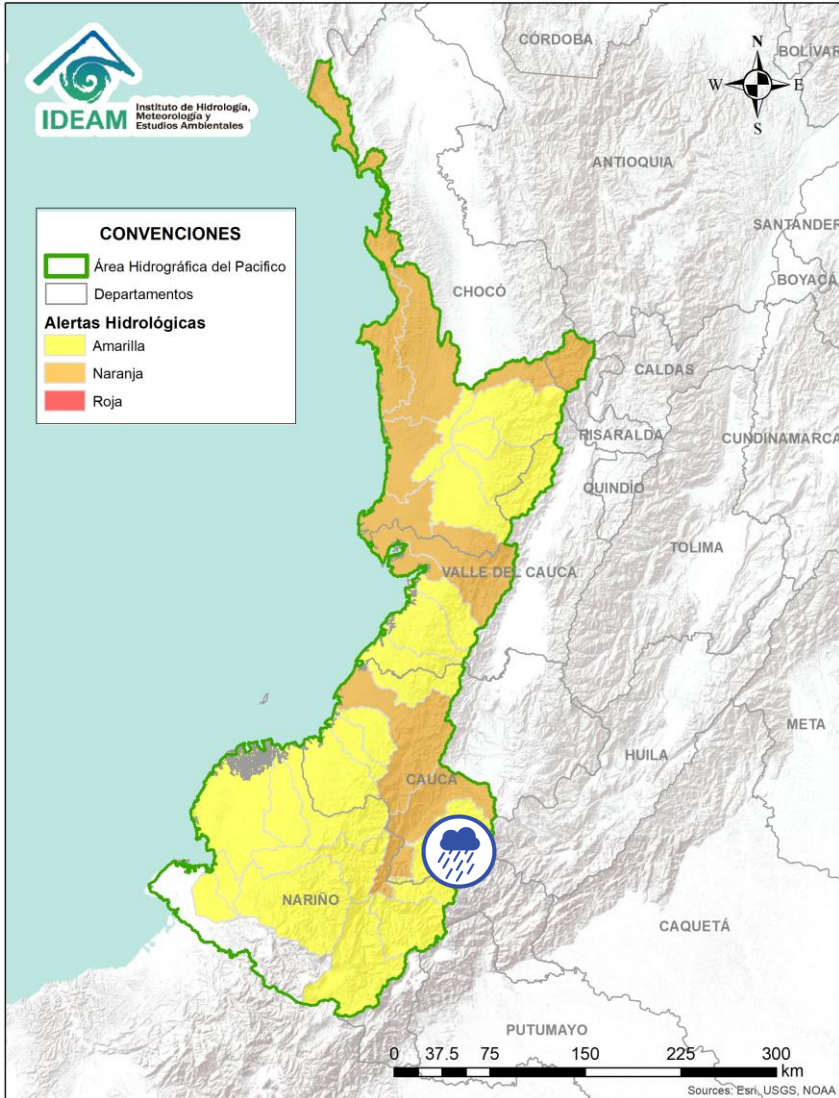 IDEAM
Instituto de Hidrología,
Meteorología y
Estudios Ambientales
CÓRDOBA
BOLÍVAR
N
W
E
S
ANTIOQUIA
SANTANDER
BOYACÁ
CONVENCIONES
Área Hidrográfica del Pacifico
Departamentos
Alertas Hidrológicas
Amarilla
Naranja
Roja
CHOCÓ
CALDAS
RISARALDA
CUNDINAMARCA
QUINDÍO
TOLIMA
VALLE DEL CAUCA
META
HUILA
CAUCA
NARIÑO
CAQUETÁ
PUTUMAYO
0 37.5 75 150 225 300
km
Sources: Esri, USGS, NOAA